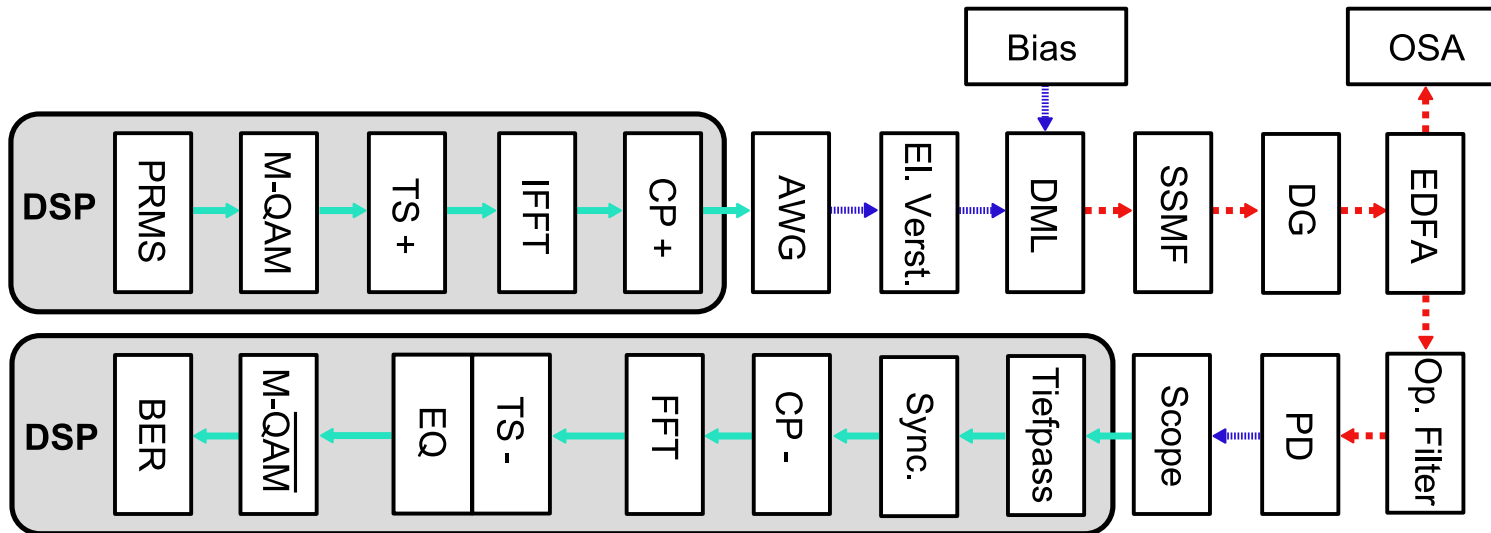 Bias
OSA
DSP
PRMS
M-QAM
TS +
IFFT
CP +
AWG
El. Verst.
DML
SSMF
DG
EDFA
DSP
BER
M-Q̅A̅M̅
EQ
TS -
FFT
CP -
Sync.
Tiefpass
Scope
PD
Op. Filter